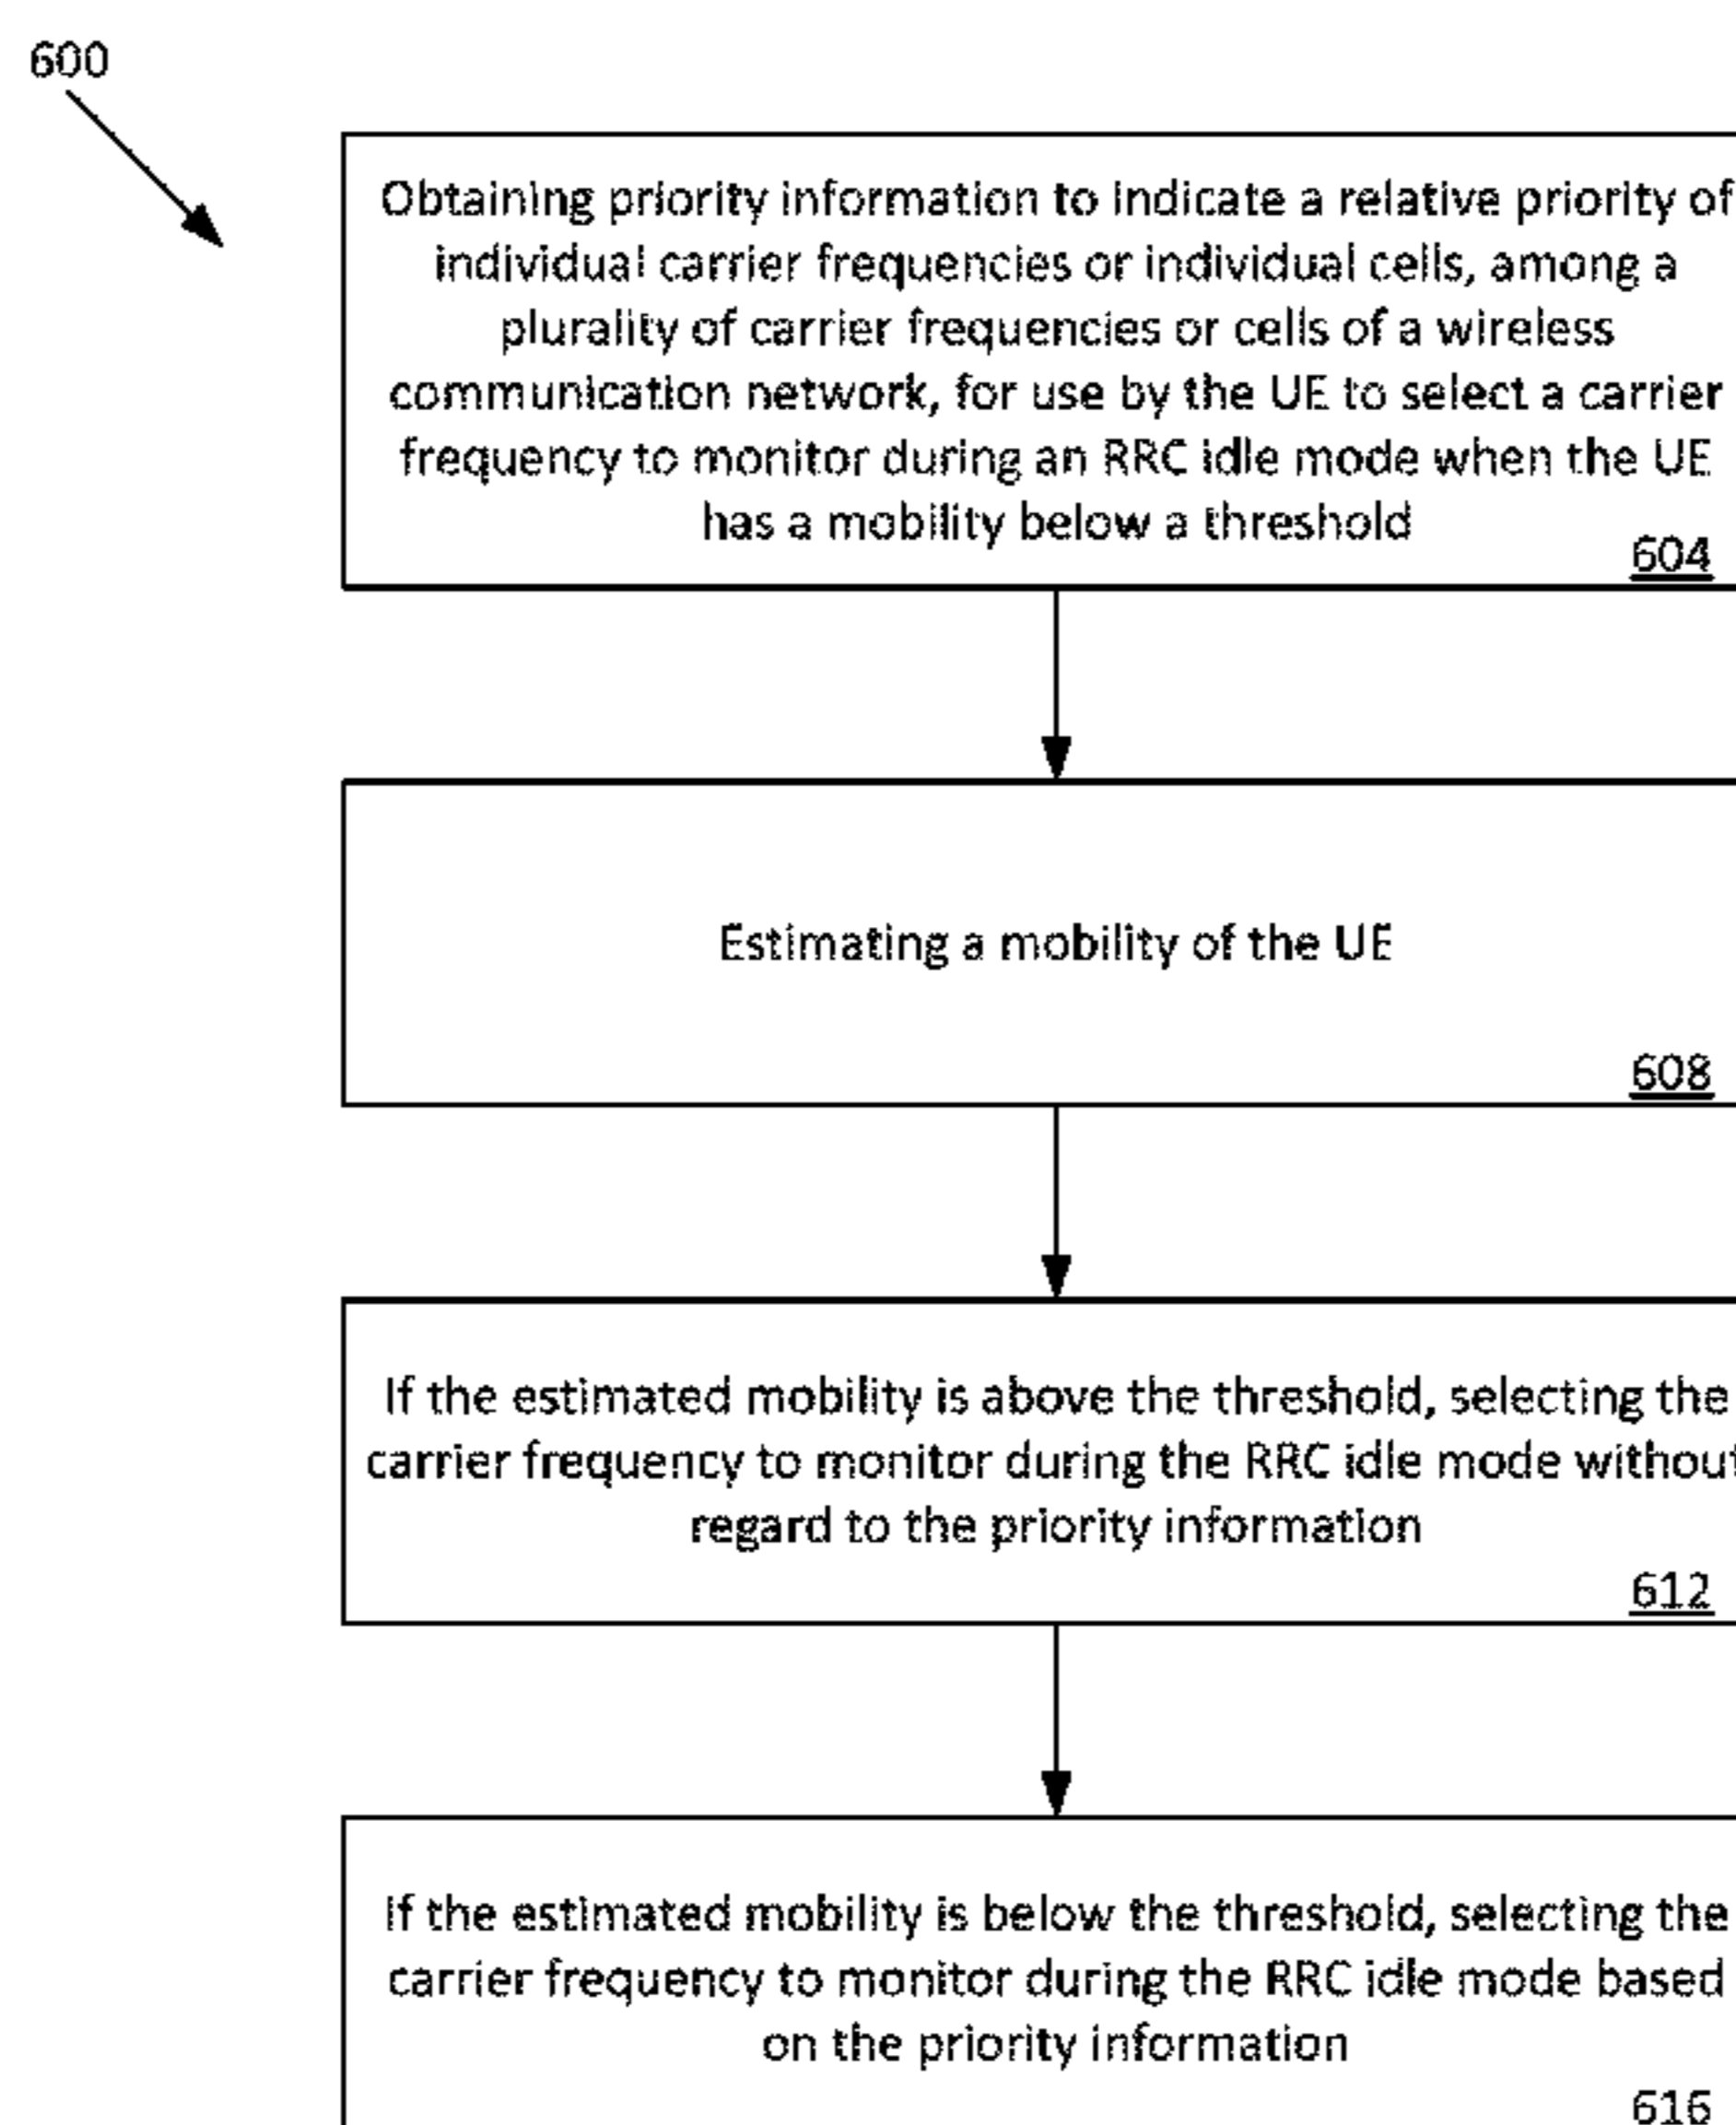 600
Obtaining priority information to indicate a relative priority of
individual carrier frequencies or individual cells, among a
plurality of carrier frequencies or cells of a wireless
communication network, for use by the UE to select a carrier
frequency to monitor during an RRC idle mode when the UE
has a mobility below a threshold
604
Estimating a mobility of the UE
608
If the estimated mobility is above the threshold, selecting the
carrier frequency to monitor during the RRC idle mode without
regard to the priority information
612
If the estimated mobility is below the threshold, selecting the
carrier frequency to monitor during the RRC idle mode based
on the priority information
616